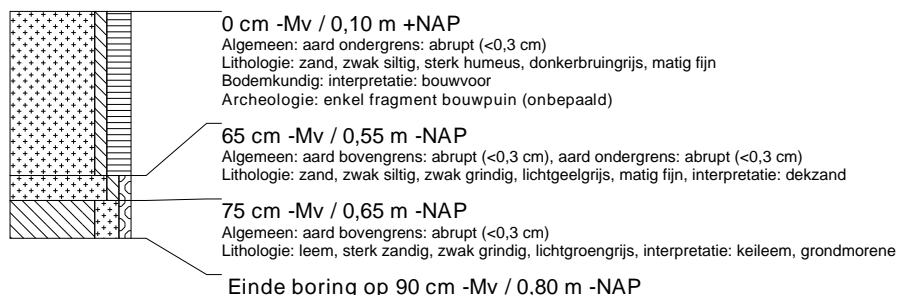 0 cm -Mv / 0,10 m +NAP
Algemeen: aard ondergrens: abrupt (<0,3 cm)
Lithologie: zand, zwak siltig, sterk humeus, donkerbruingrijs, matig fijn
Bodemkundig: interpretatie: bouwvoor
Archeologie: enkel fragment bouwpuin (onbepaald)
65 cm -Mv / 0,55 m -NAP
Algemeen: aard bovengrens: abrupt (<0,3 cm), aard ondergrens: abrupt (<0,3 cm)
Lithologie: zand, zwak siltig, zwak grindig, lichtgeelgrijs, matig fijn, interpretatie: dekzand
75 cm -Mv / 0,65 m -NAP
Algemeen: aard bovengrens: abrupt (<0,3 cm)
Lithologie: leem, sterk zandig, zwak grindig, lichtgroengrijs, interpretatie: keileem, grondmorene
Einde boring op 90 cm -Mv / 0,80 m -NAP